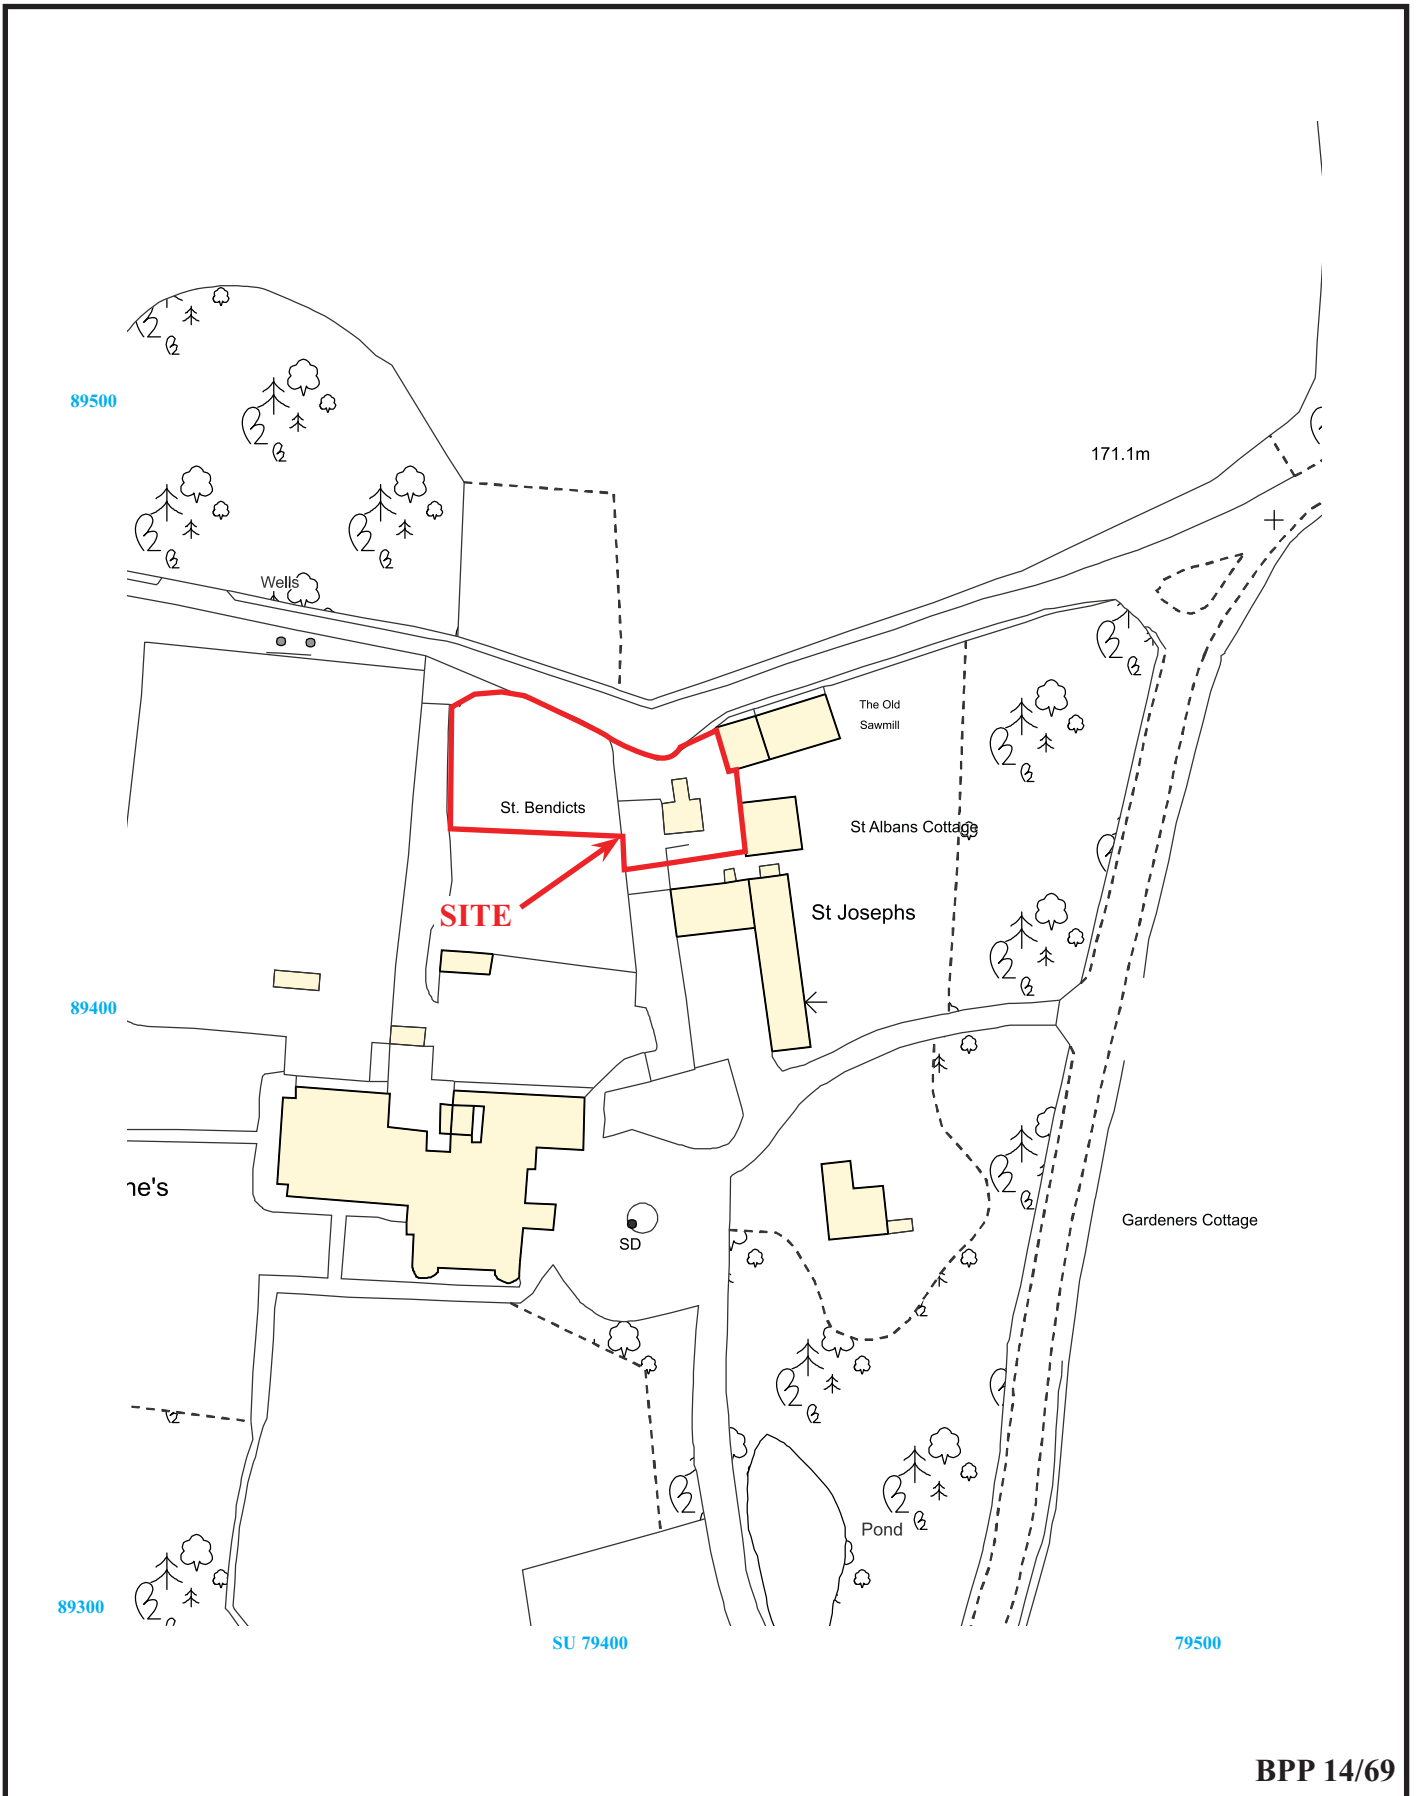 89500
171.1m
Wells
The Old
Sawmill
St. Bendicts
St Albans Cottage
SITE
St Josephs
89400
ne's
Gardeners Cottage
SD
Pond
89300
SU 79400
79500
BPP 14/69